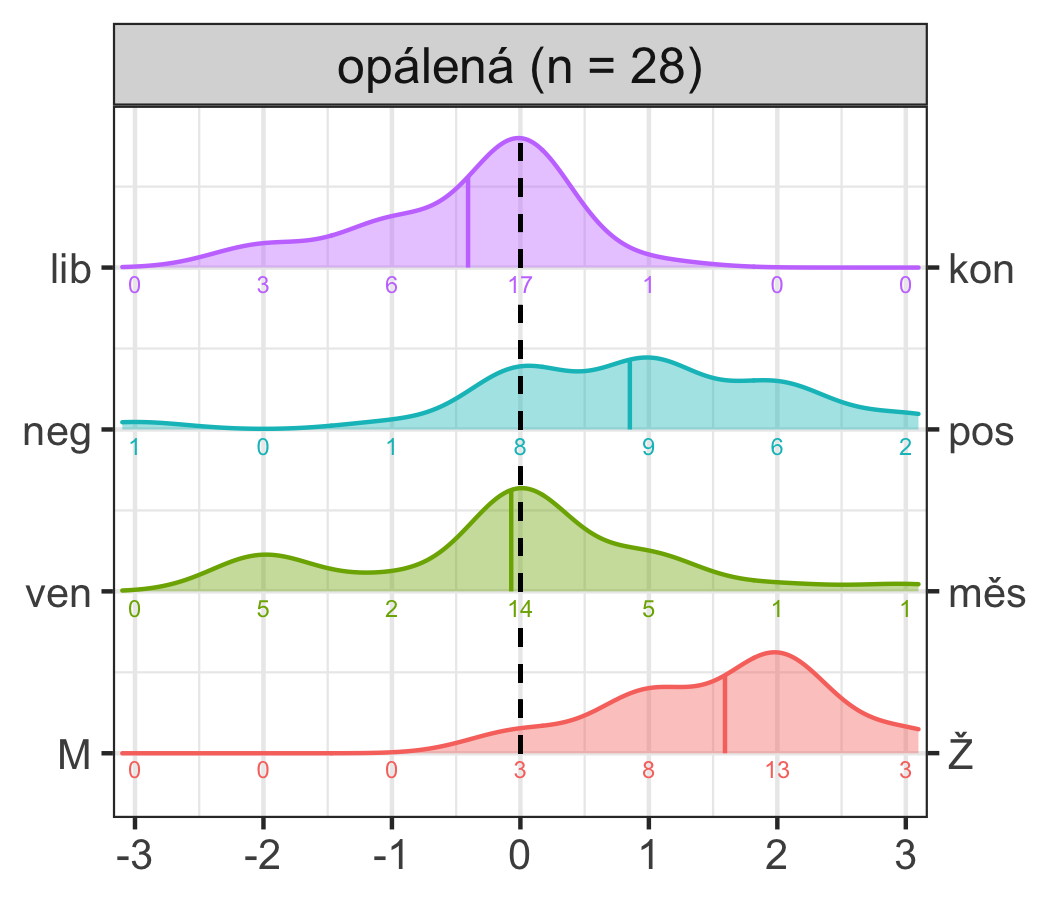 opálená (n = 28)
lib kon
0 3 6 17 1 0 0
neg pos
1 0 1 8 9 6 2
ven měs
0 5 2 14 5 1 1
M Ž
0 0 0 3 8 13 3
-3 -2 -1 0 1 2 3